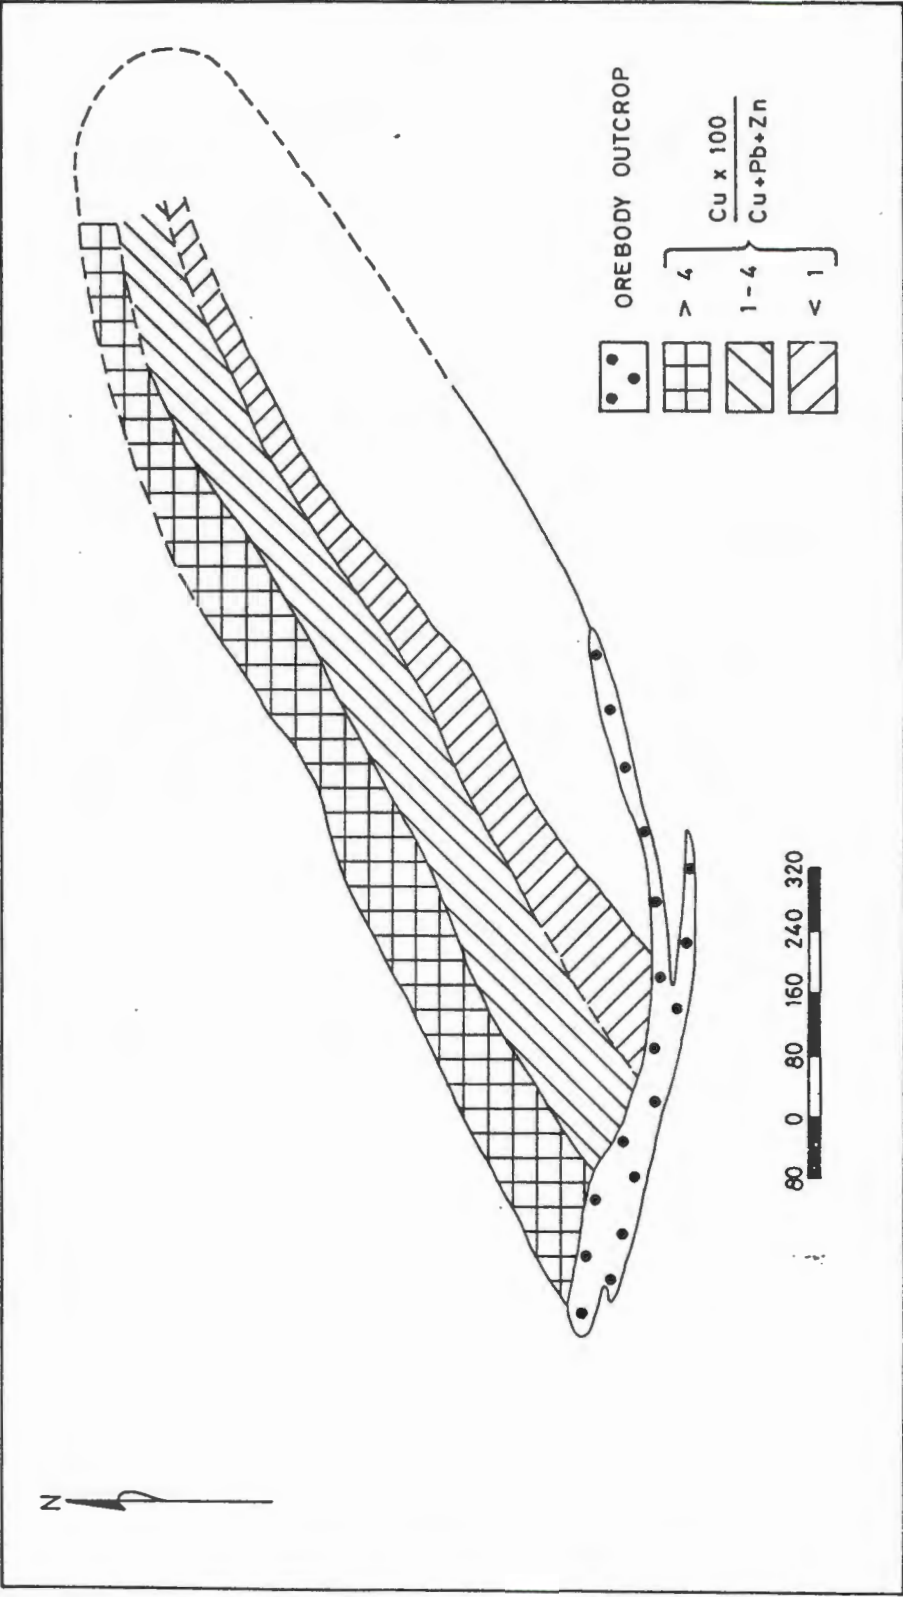 N
OREBODY OUTCROP
> 4
1-4
< 1
Cu x 100
Cu+Pb+Zn
80 0 80 160 240 320